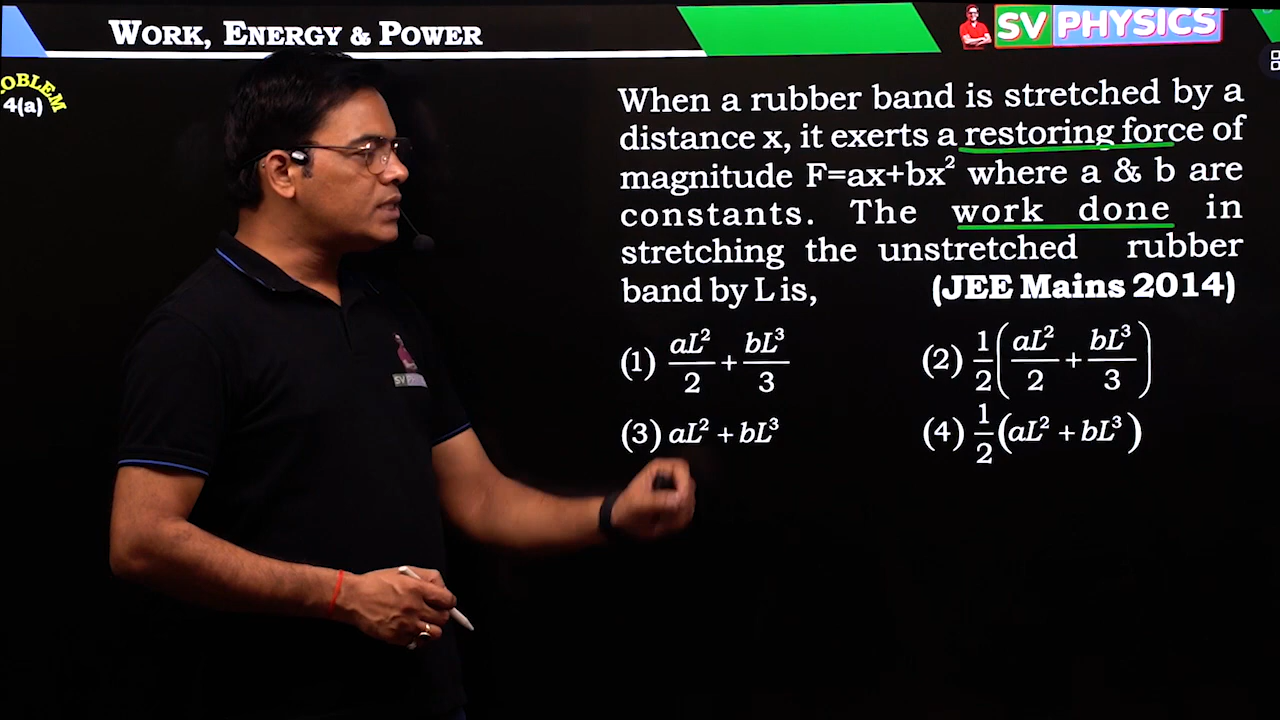 WORK, ENERGY & POWER
SV PHYSICS
OBLEM
4(a)
When a rubber band is stretched by a
distance x, it exerts a restoring force of
magnitude F=ax+bx² where a & b are
constants. The work done in
stretching the unstretched rubber
band by L is,
(JEE Mains 2014)
(1) aL²/2 + bL³/3
(2) 1/2(aL²/2 + bL³/3)
(3) aL² + bL³
(4) 1/2(aL² + bL³)
SV